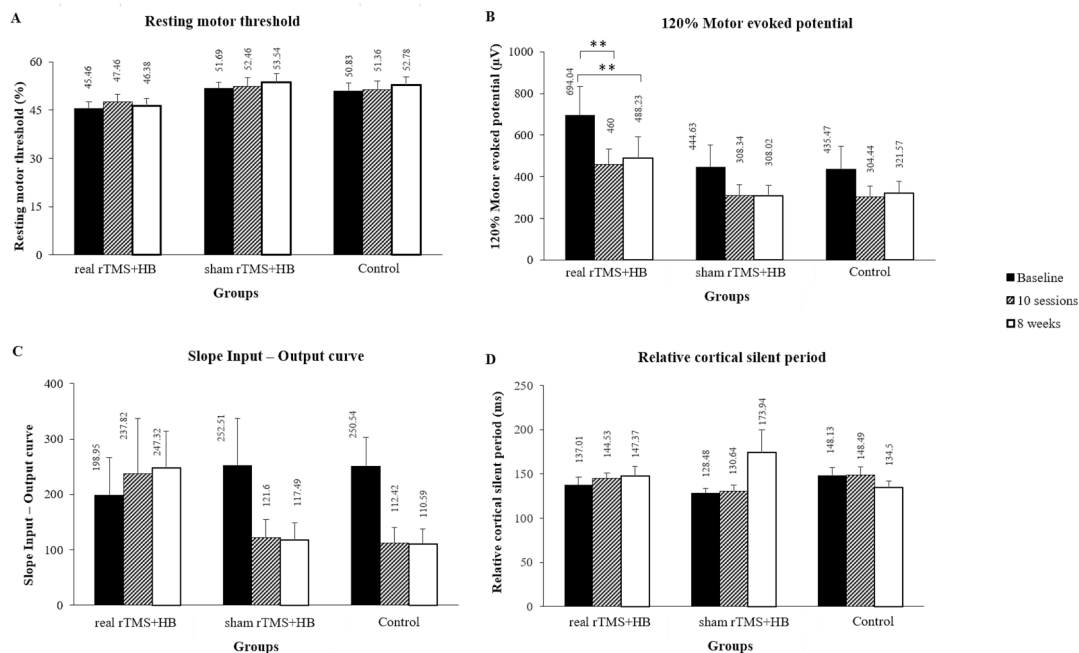 A
Resting motor threshold
Resting motor threshold (%)
60
45
30
15
0
45.46
47.46
46.38
51.69
52.46
53.54
50.83
51.36
52.78
real rTMS+HB
sham rTMS+HB
Control
Groups
B
120% Motor evoked potential
120% Motor evoked potential (μV)
1000
800
600
400
200
0
**
**
694.04
460
488.23
444.63
308.34
308.02
435.47
304.44
321.57
real rTMS+HB
sham rTMS+HB
Control
Groups
Baseline
10 sessions
8 weeks
C
Slope Input – Output curve
Slope Input – Output curve
400
300
200
100
0
198.95
237.82
247.32
252.51
121.6
117.49
250.54
112.42
110.59
real rTMS+HB
sham rTMS+HB
Control
Groups
D
Relative cortical silent period
Relative cortical silent period (ms)
250
200
150
100
50
0
137.01
144.53
147.37
128.48
130.64
173.94
148.13
148.49
134.5
real rTMS+HB
sham rTMS+HB
Control
Groups